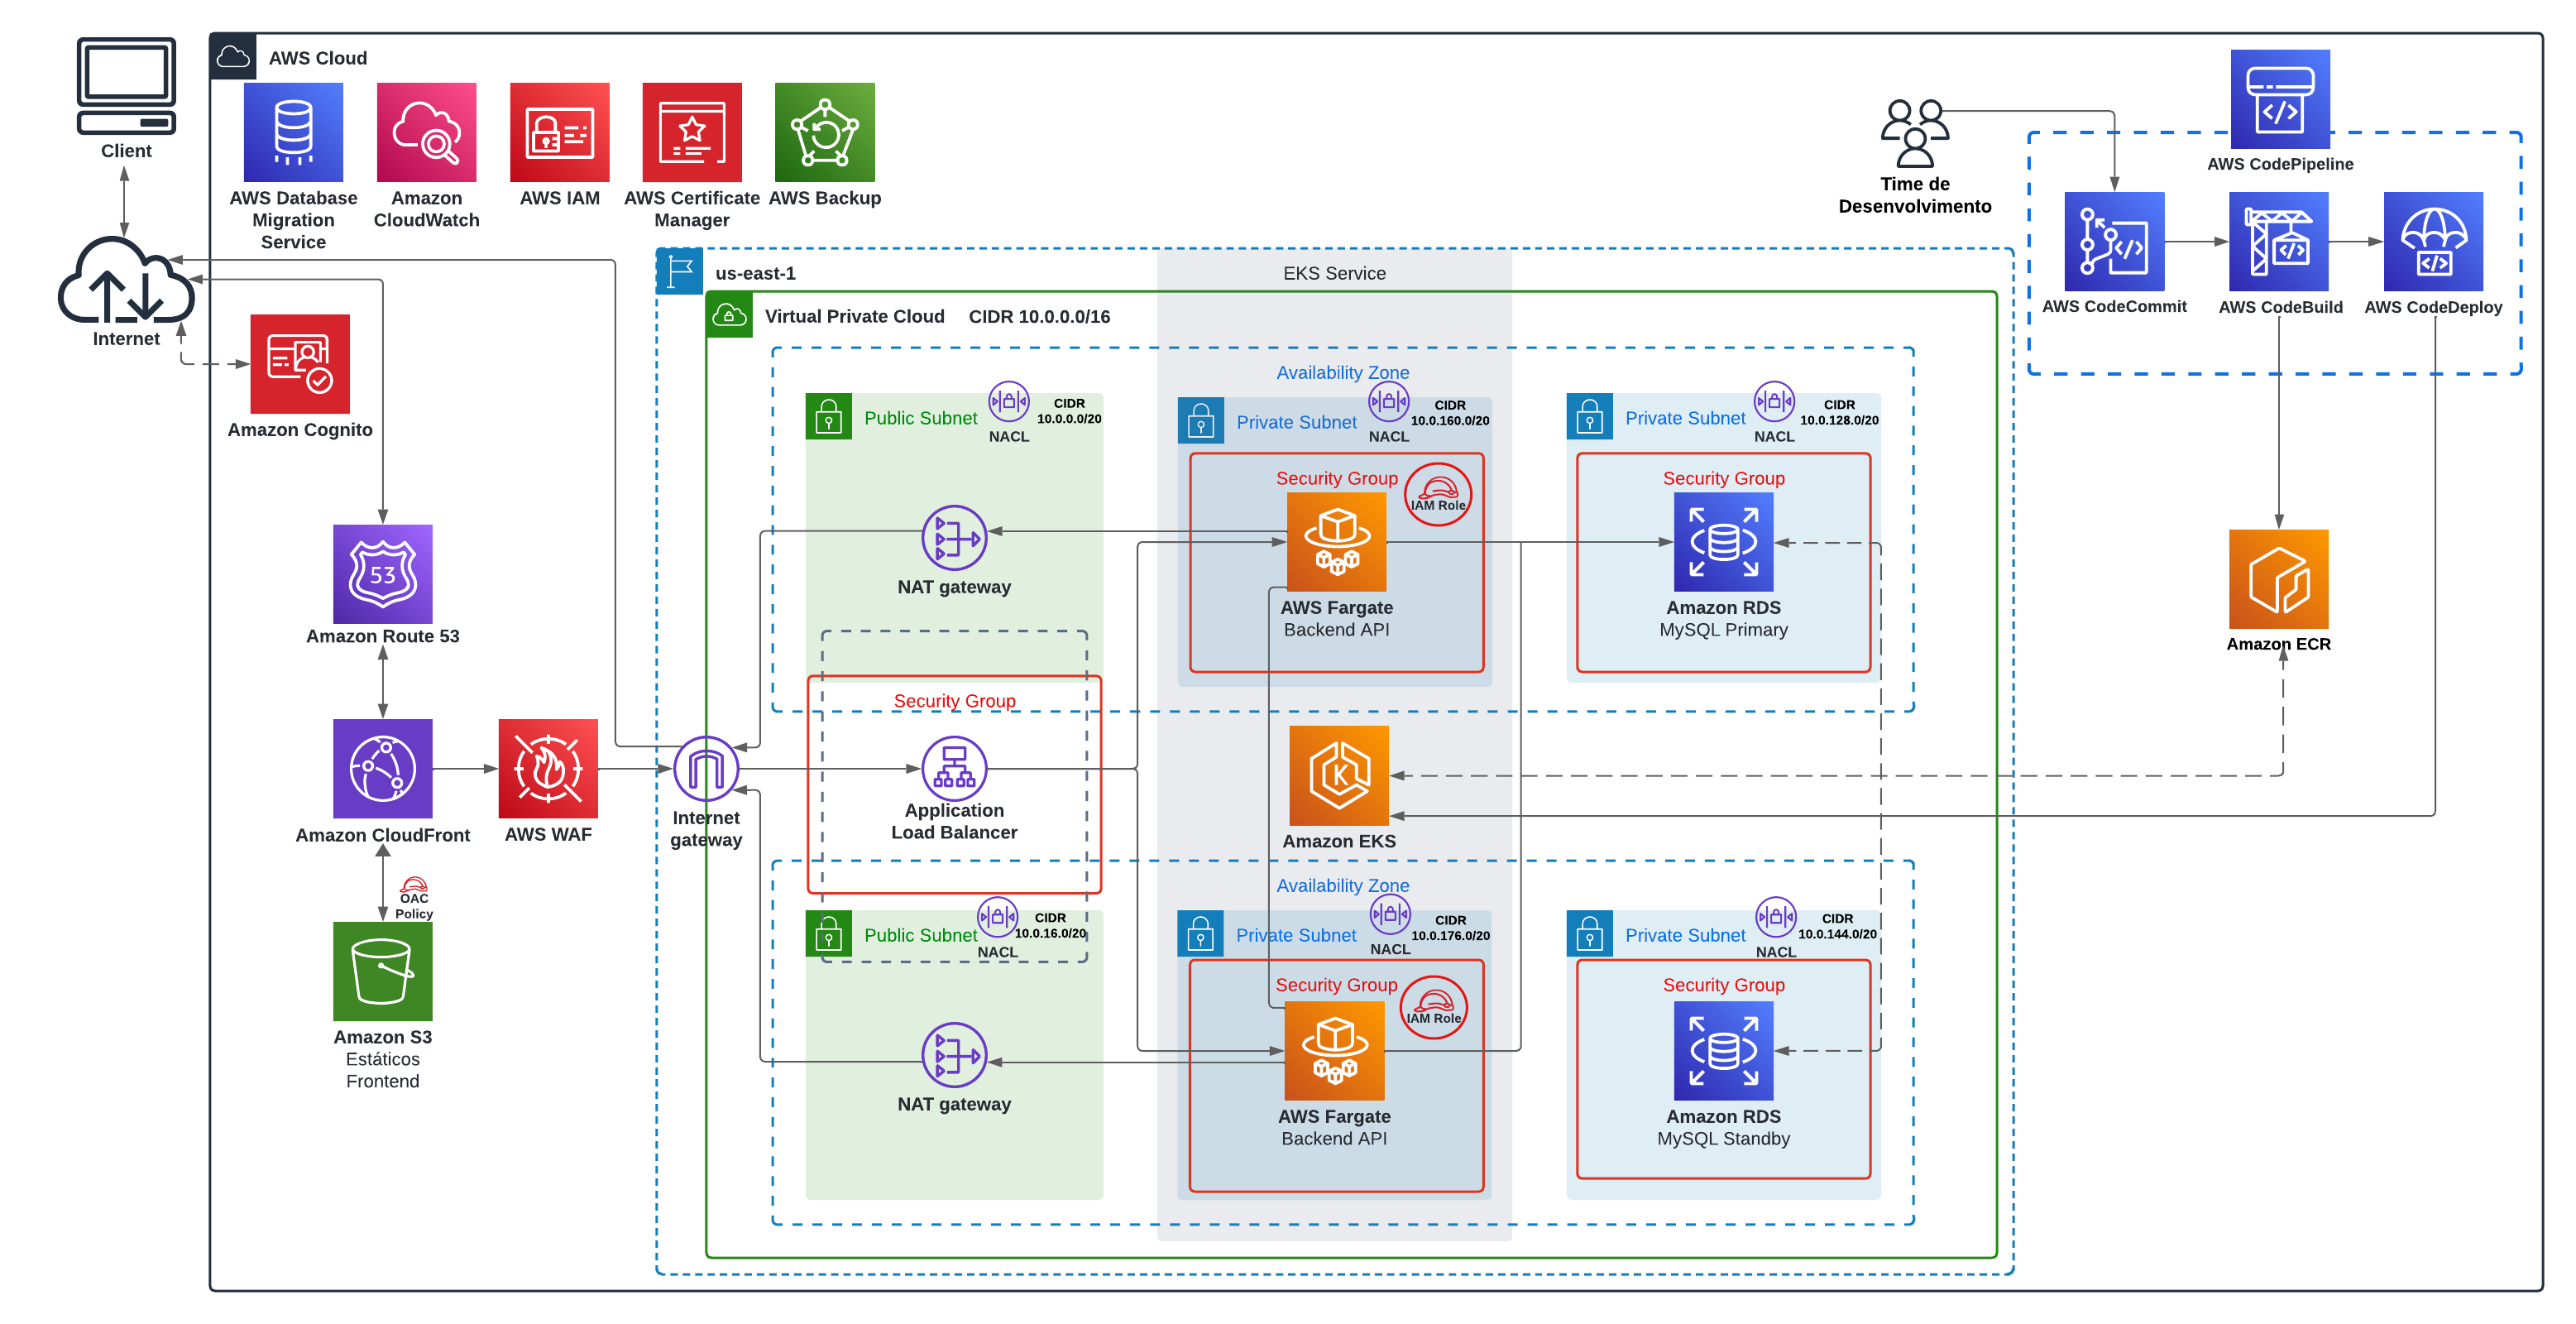 AWS Cloud
Client
AWS Database
Migration
Service
Amazon
CloudWatch
AWS IAM
AWS Certificate
Manager
AWS Backup
Time de
Desenvolvimento
AWS CodePipeline
AWS CodeCommit
AWS CodeBuild
AWS CodeDeploy
Internet
Amazon Cognito
us-east-1
EKS Service
Virtual Private Cloud
CIDR 10.0.0.0/16
Availability Zone
Public Subnet
NACL
CIDR
10.0.0.0/20
Private Subnet
NACL
CIDR
10.0.160.0/20
Private Subnet
NACL
CIDR
10.0.128.0/20
Security Group
IAM Role
Security Group
NAT gateway
AWS Fargate
Backend API
Amazon RDS
MySQL Primary
53
Amazon Route 53
Amazon ECR
Security Group
Application
Load Balancer
Internet
gateway
K
Amazon EKS
Amazon CloudFront
AWS WAF
OAC
Policy
Amazon S3
Estáticos
Frontend
Availability Zone
Public Subnet
NACL
CIDR
10.0.16.0/20
Private Subnet
NACL
CIDR
10.0.176.0/20
Private Subnet
NACL
CIDR
10.0.144.0/20
Security Group
IAM Role
Security Group
NAT gateway
AWS Fargate
Backend API
Amazon RDS
MySQL Standby